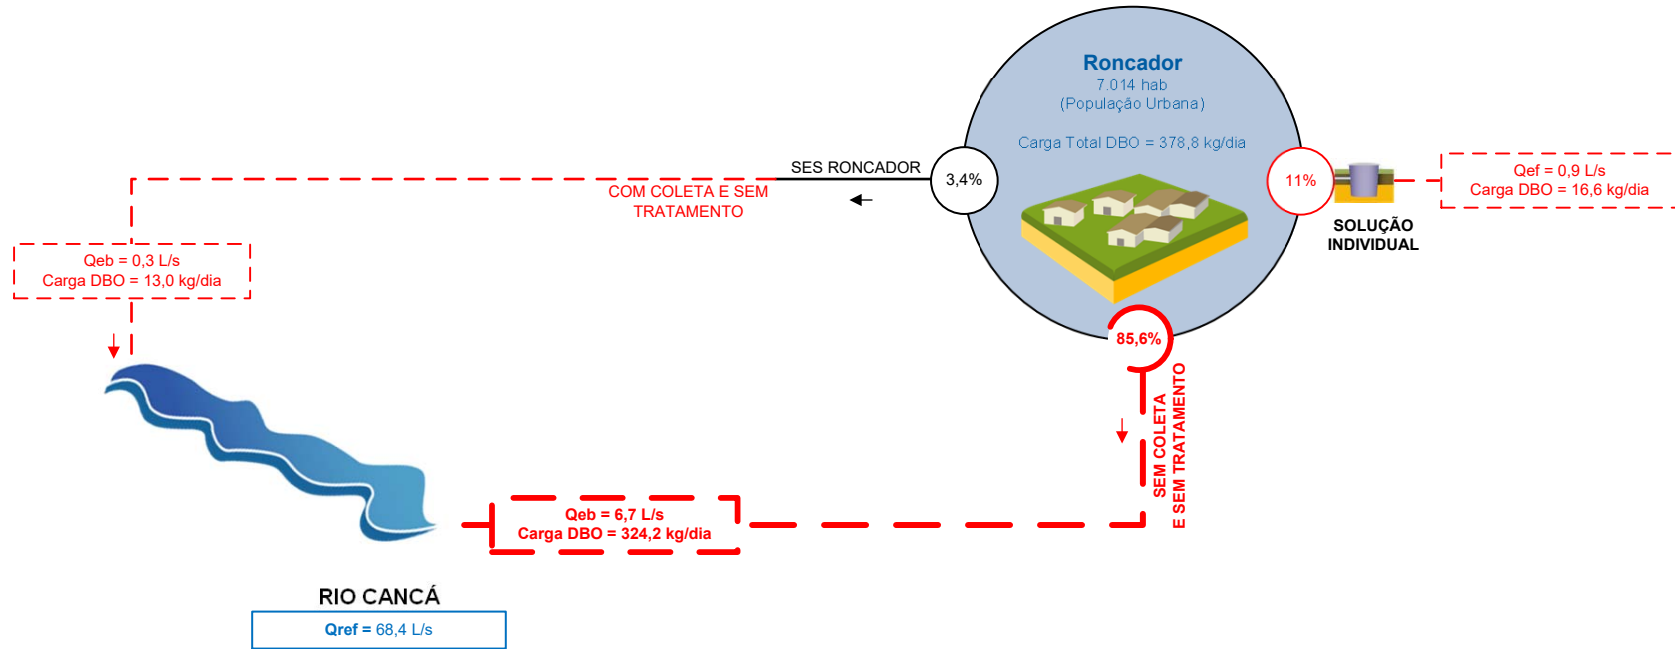 Roncador
7.014 hab
(População Urbana)
Carga Total DBO = 378,8 kg/dia
SES RONCADOR
3,4%
COM COLETA E SEM
TRATAMENTO
11%
SOLUÇÃO
INDIVIDUAL
Qef = 0,9 L/s
Carga DBO = 16,6 kg/dia
Qeb = 0,3 L/s
Carga DBO = 13,0 kg/dia
85,6%
SEM COLETA
E SEM TRATAMENTO
Qeb = 6,7 L/s
Carga DBO = 324,2 kg/dia
RIO CANCÁ
Qref = 68,4 L/s